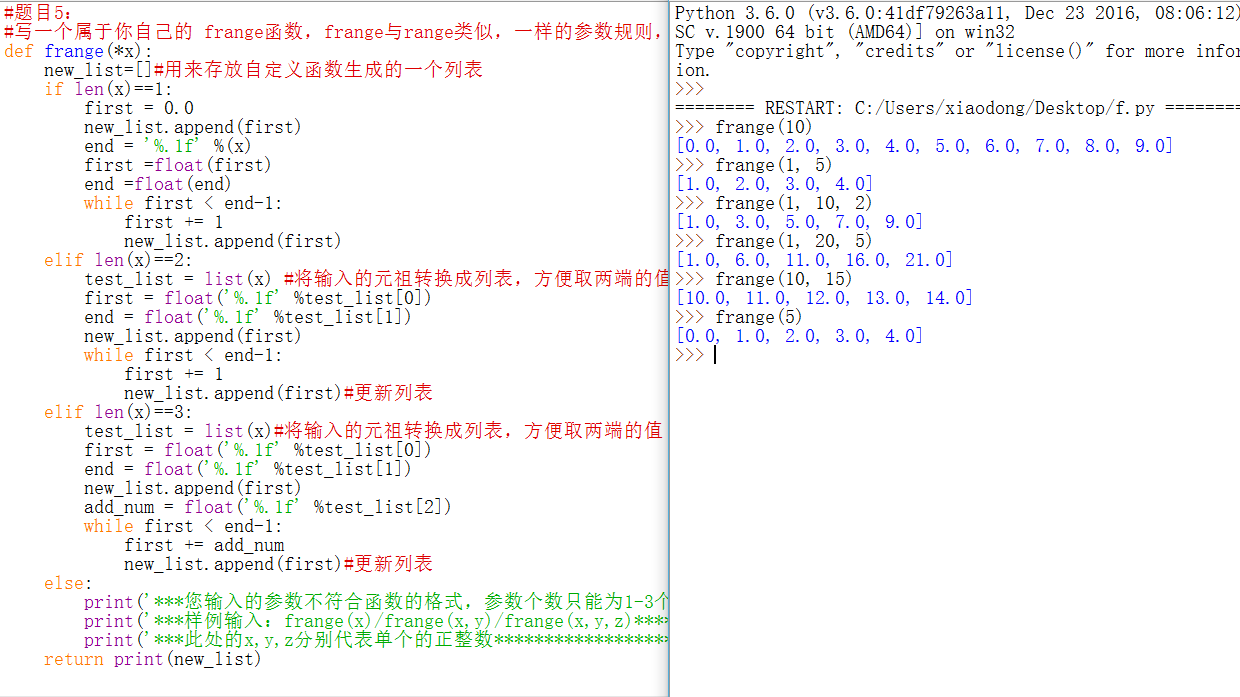 #题目5：
#写一个属于你自己的 frange函数，frange与range类似，一样的参数规则，
def frange(*x):
    new_list=[]#用来存放自定义函数生成的一个列表
    if len(x)==1:
        first = 0.0
        new_list.append(first)
        end = '%.1f' %(x)
        first =float(first)
        end =float(end)
        while first < end-1:
            first += 1
            new_list.append(first)
    elif len(x)==2:
        test_list = list(x) #将输入的元祖转换成列表，方便取两端的值
        first = float('%.1f' %test_list[0])
        end = float('%.1f' %test_list[1])
        new_list.append(first)
        while first < end-1:
            first += 1
            new_list.append(first)#更新列表
    elif len(x)==3:
        test_list = list(x)#将输入的元祖转换成列表，方便取两端的值
        first = float('%.1f' %test_list[0])
        end = float('%.1f' %test_list[1])
        new_list.append(first)
        add_num = float('%.1f' %test_list[2])
        while first < end-1:
            first += add_num
            new_list.append(first)#更新列表
    else:
        print('***您输入的参数不符合函数的格式，参数个数只能为1-3个
        print('***样例输入：frange(x)/frange(x,y)/frange(x,y,z)****
        print('***此处的x,y,z分别代表单个的正整数******************
    return print(new_list)
Python 3.6.0 (v3.6.0:41df79263a11, Dec 23 2016, 08:06:12)
SC v.1900 64 bit (AMD64)] on win32
Type "copyright", "credits" or "license()" for more infor
ion.
>>>
======== RESTART: C:/Users/xiaodong/Desktop/f.py ========
>>> frange(10)
[0.0, 1.0, 2.0, 3.0, 4.0, 5.0, 6.0, 7.0, 8.0, 9.0]
>>> frange(1, 5)
[1.0, 2.0, 3.0, 4.0]
>>> frange(1, 10, 2)
[1.0, 3.0, 5.0, 7.0, 9.0]
>>> frange(1, 20, 5)
[1.0, 6.0, 11.0, 16.0, 21.0]
>>> frange(10, 15)
[10.0, 11.0, 12.0, 13.0, 14.0]
>>> frange(5)
[0.0, 1.0, 2.0, 3.0, 4.0]
>>>